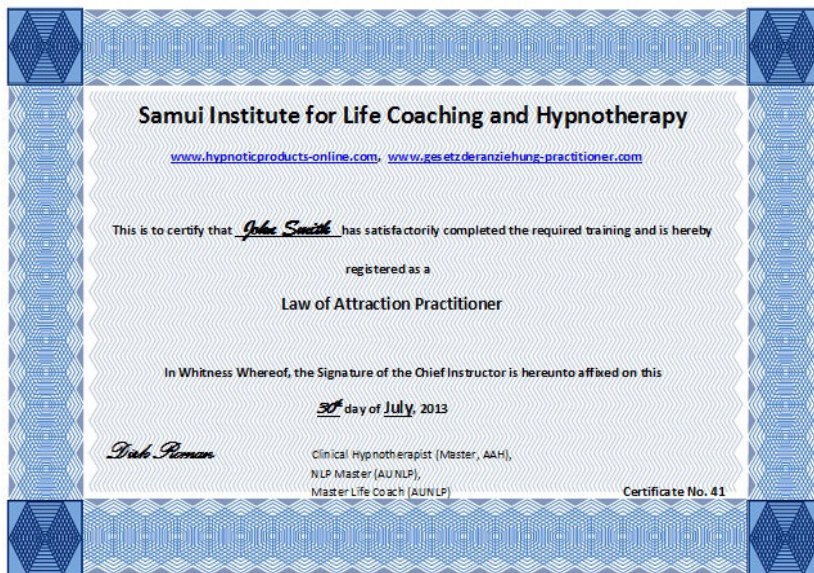 Samui Institute for Life Coaching and Hypnotherapy
www.hypnoticproducts-online.com, www.gesetzderanziehung-practitioner.com
This is to certify that John Smith has satisfactorily completed the required training and is hereby
registered as a
Law of Attraction Practitioner
In Whitness Whereof, the Signature of the Chief Instructor is hereunto affixed on this
30th day of July, 2013
Dirk Roman
Clinical Hypnotherapist (Master, AAH),
NLP Master (AUNLP),
Master Life Coach (AUNLP)
Certificate No. 41